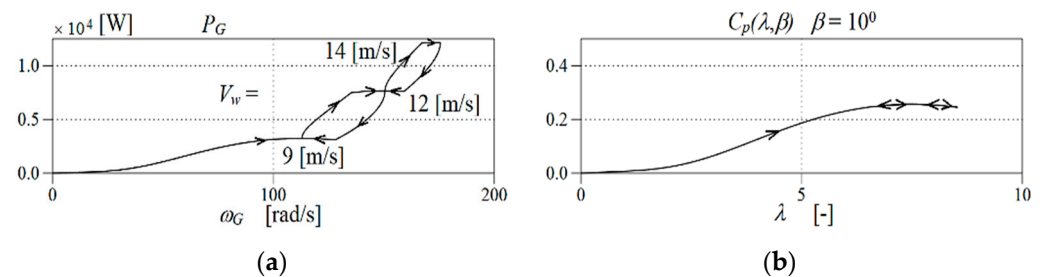 × 10⁴ [W] P_G
1.0
0.5
0.0
14 [m/s]
V_w =
12 [m/s]
9 [m/s]
0 100 200
ω_G [rad/s]
(a)
C_p(λ,β) β = 10⁰
0.4
0.2
0.0
0 5 10
λ [-]
(b)